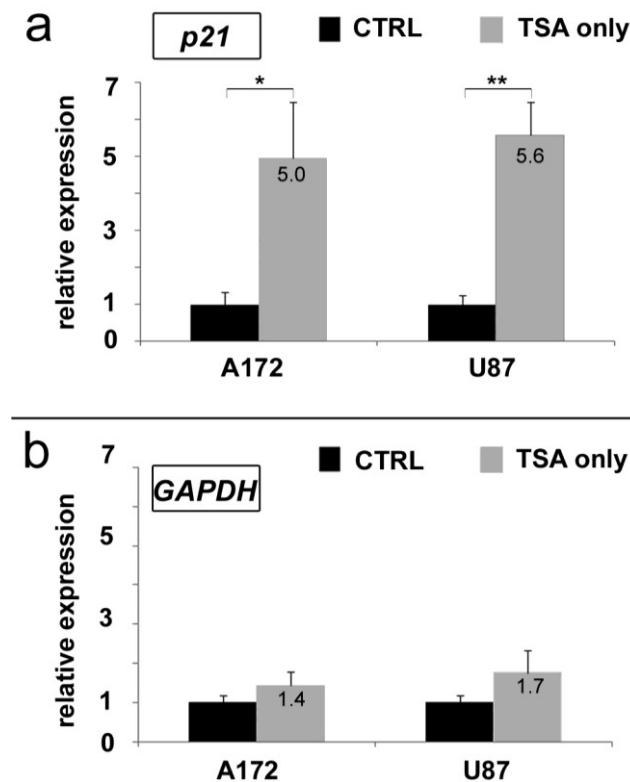 a
p21
CTRL
TSA only
relative expression
7
5
3
1
0
*
**
5.0
5.6
A172
U87
b
GAPDH
CTRL
TSA only
relative expression
7
5
3
1
0
1.4
1.7
A172
U87